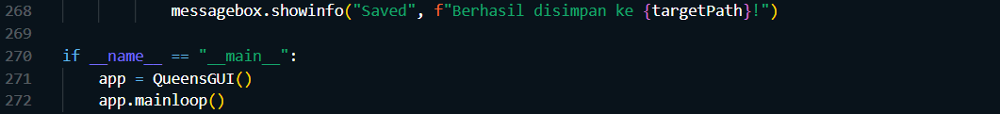 268 messagebox.showinfo("Saved", f"Berhasil disimpan ke {targetPath}!")
269
270 if __name__ == "__main__":
271 app = QueensGUI()
272 app.mainloop()